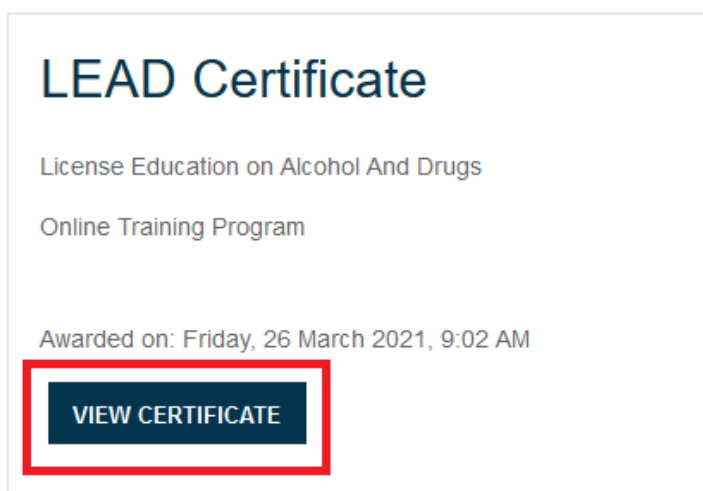 LEAD Certificate
License Education on Alcohol And Drugs
Online Training Program
Awarded on: Friday, 26 March 2021, 9:02 AM
VIEW CERTIFICATE